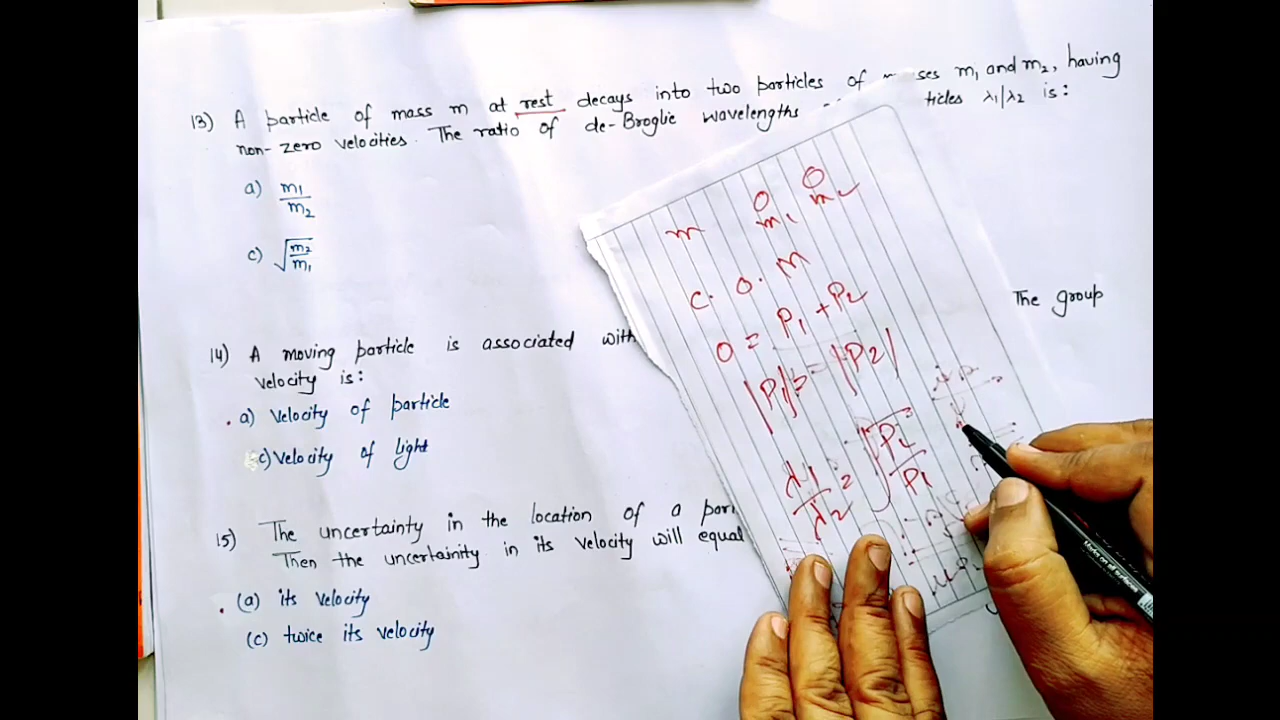 13) A particle of mass m at rest decays into two particles of masses m₁ and m₂, having
non-zero velocities. The ratio of de-Broglie wavelengths λ₁/λ₂ is:
a) m₁/m₂
c) √(m₂/m₁)
14) A moving particle is associated with The group
velocity is:
a) velocity of particle
c) velocity of light
15) The uncertainty in the location of a
Then the uncertainity in its velocity will equal
(a) its velocity
(c) twice its velocity
m m₁ m₂
C. O. M
0 = P₁ + P₂
|P₁| = |P₂|
λ1/λ2 = √P₂/P₁